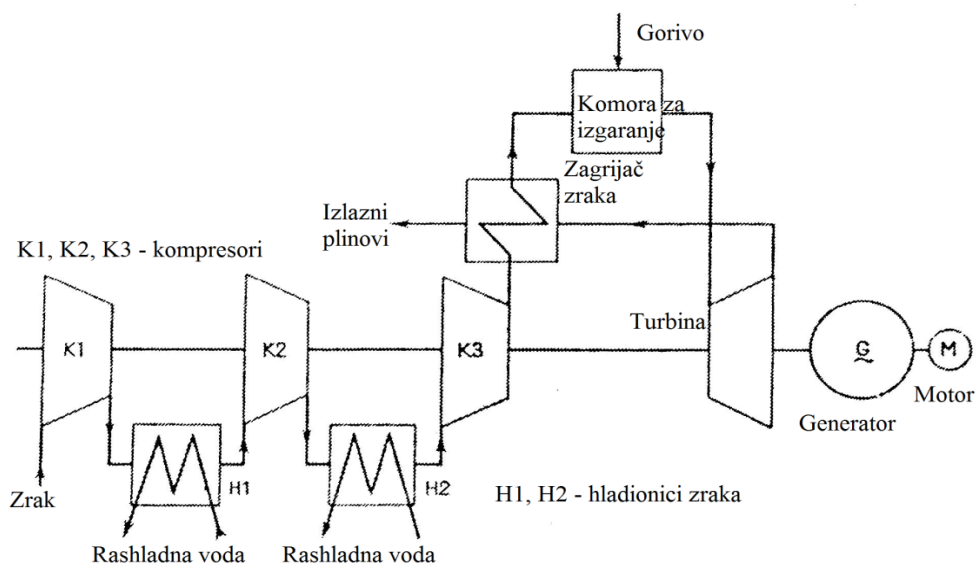 Gorivo
Komora za
izgaranje
Zagrijač
zraka
Izlazni
plinovi
K1, K2, K3 - kompresori
K1
K2
K3
Turbina
G
~
M
Motor
Generator
H1
H2
H1, H2 - hladionici zraka
Zrak
Rashladna voda
Rashladna voda